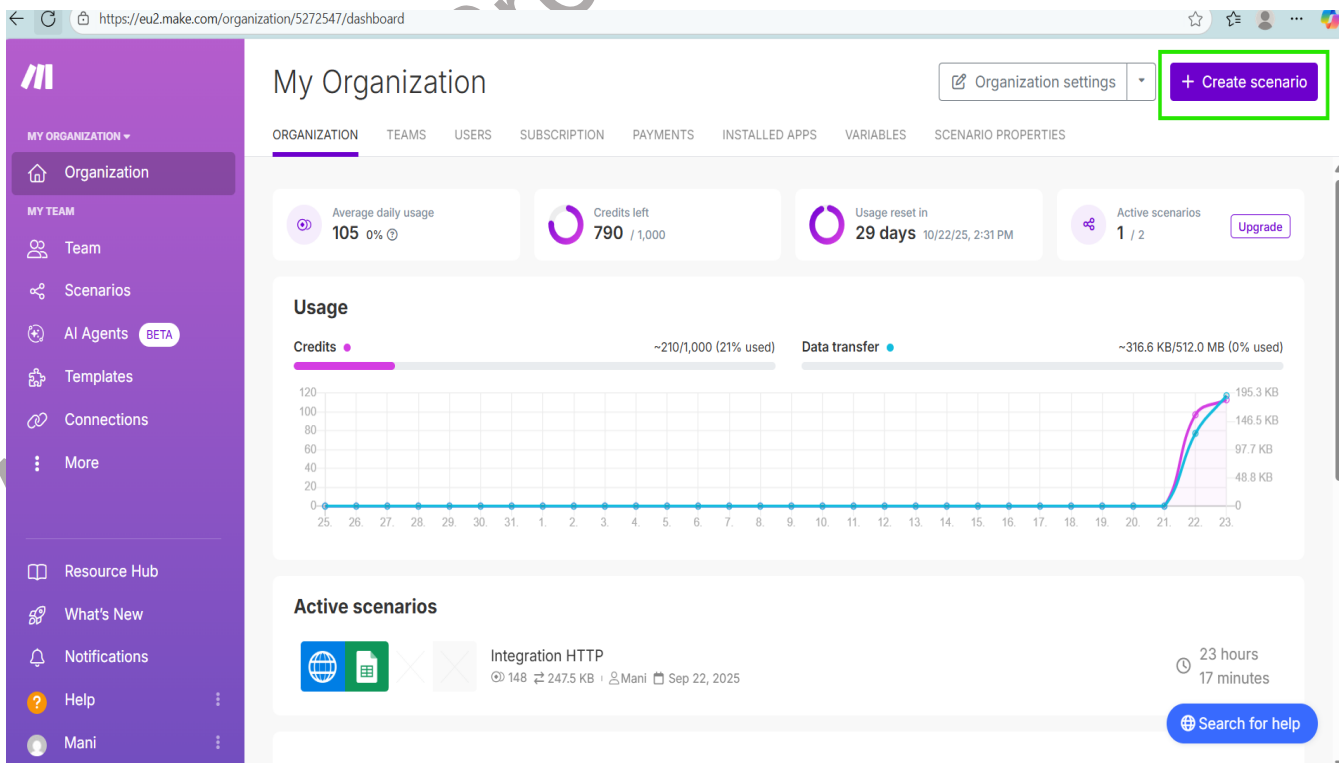 https://eu2.make.com/organization/5272547/dashboard
My Organization
Organization settings
+ Create scenario
MY ORGANIZATION
ORGANIZATION TEAMS USERS SUBSCRIPTION PAYMENTS INSTALLED APPS VARIABLES SCENARIO PROPERTIES
Organization
MY TEAM
Team
Scenarios
AI Agents BETA
Templates
Connections
More
Resource Hub
What's New
Notifications
Help
Mani
Average daily usage
105 0%
Credits left
790 / 1,000
Usage reset in
29 days 10/22/25, 2:31 PM
Active scenarios
1 / 2
Upgrade
Usage
Credits ~210/1,000 (21% used)
Data transfer ~316.6 KB/512.0 MB (0% used)
120
100
80
60
40
20
0
195.3 KB
146.5 KB
97.7 KB
48.8 KB
0
25. 26. 27. 28. 29. 30. 31. 1. 2. 3. 4. 5. 6. 7. 8. 9. 10. 11. 12. 13. 14. 15. 16. 17. 18. 19. 20. 21. 22. 23.
Active scenarios
Integration HTTP
148 247.5 KB Mani Sep 22, 2025
23 hours
17 minutes
Search for help